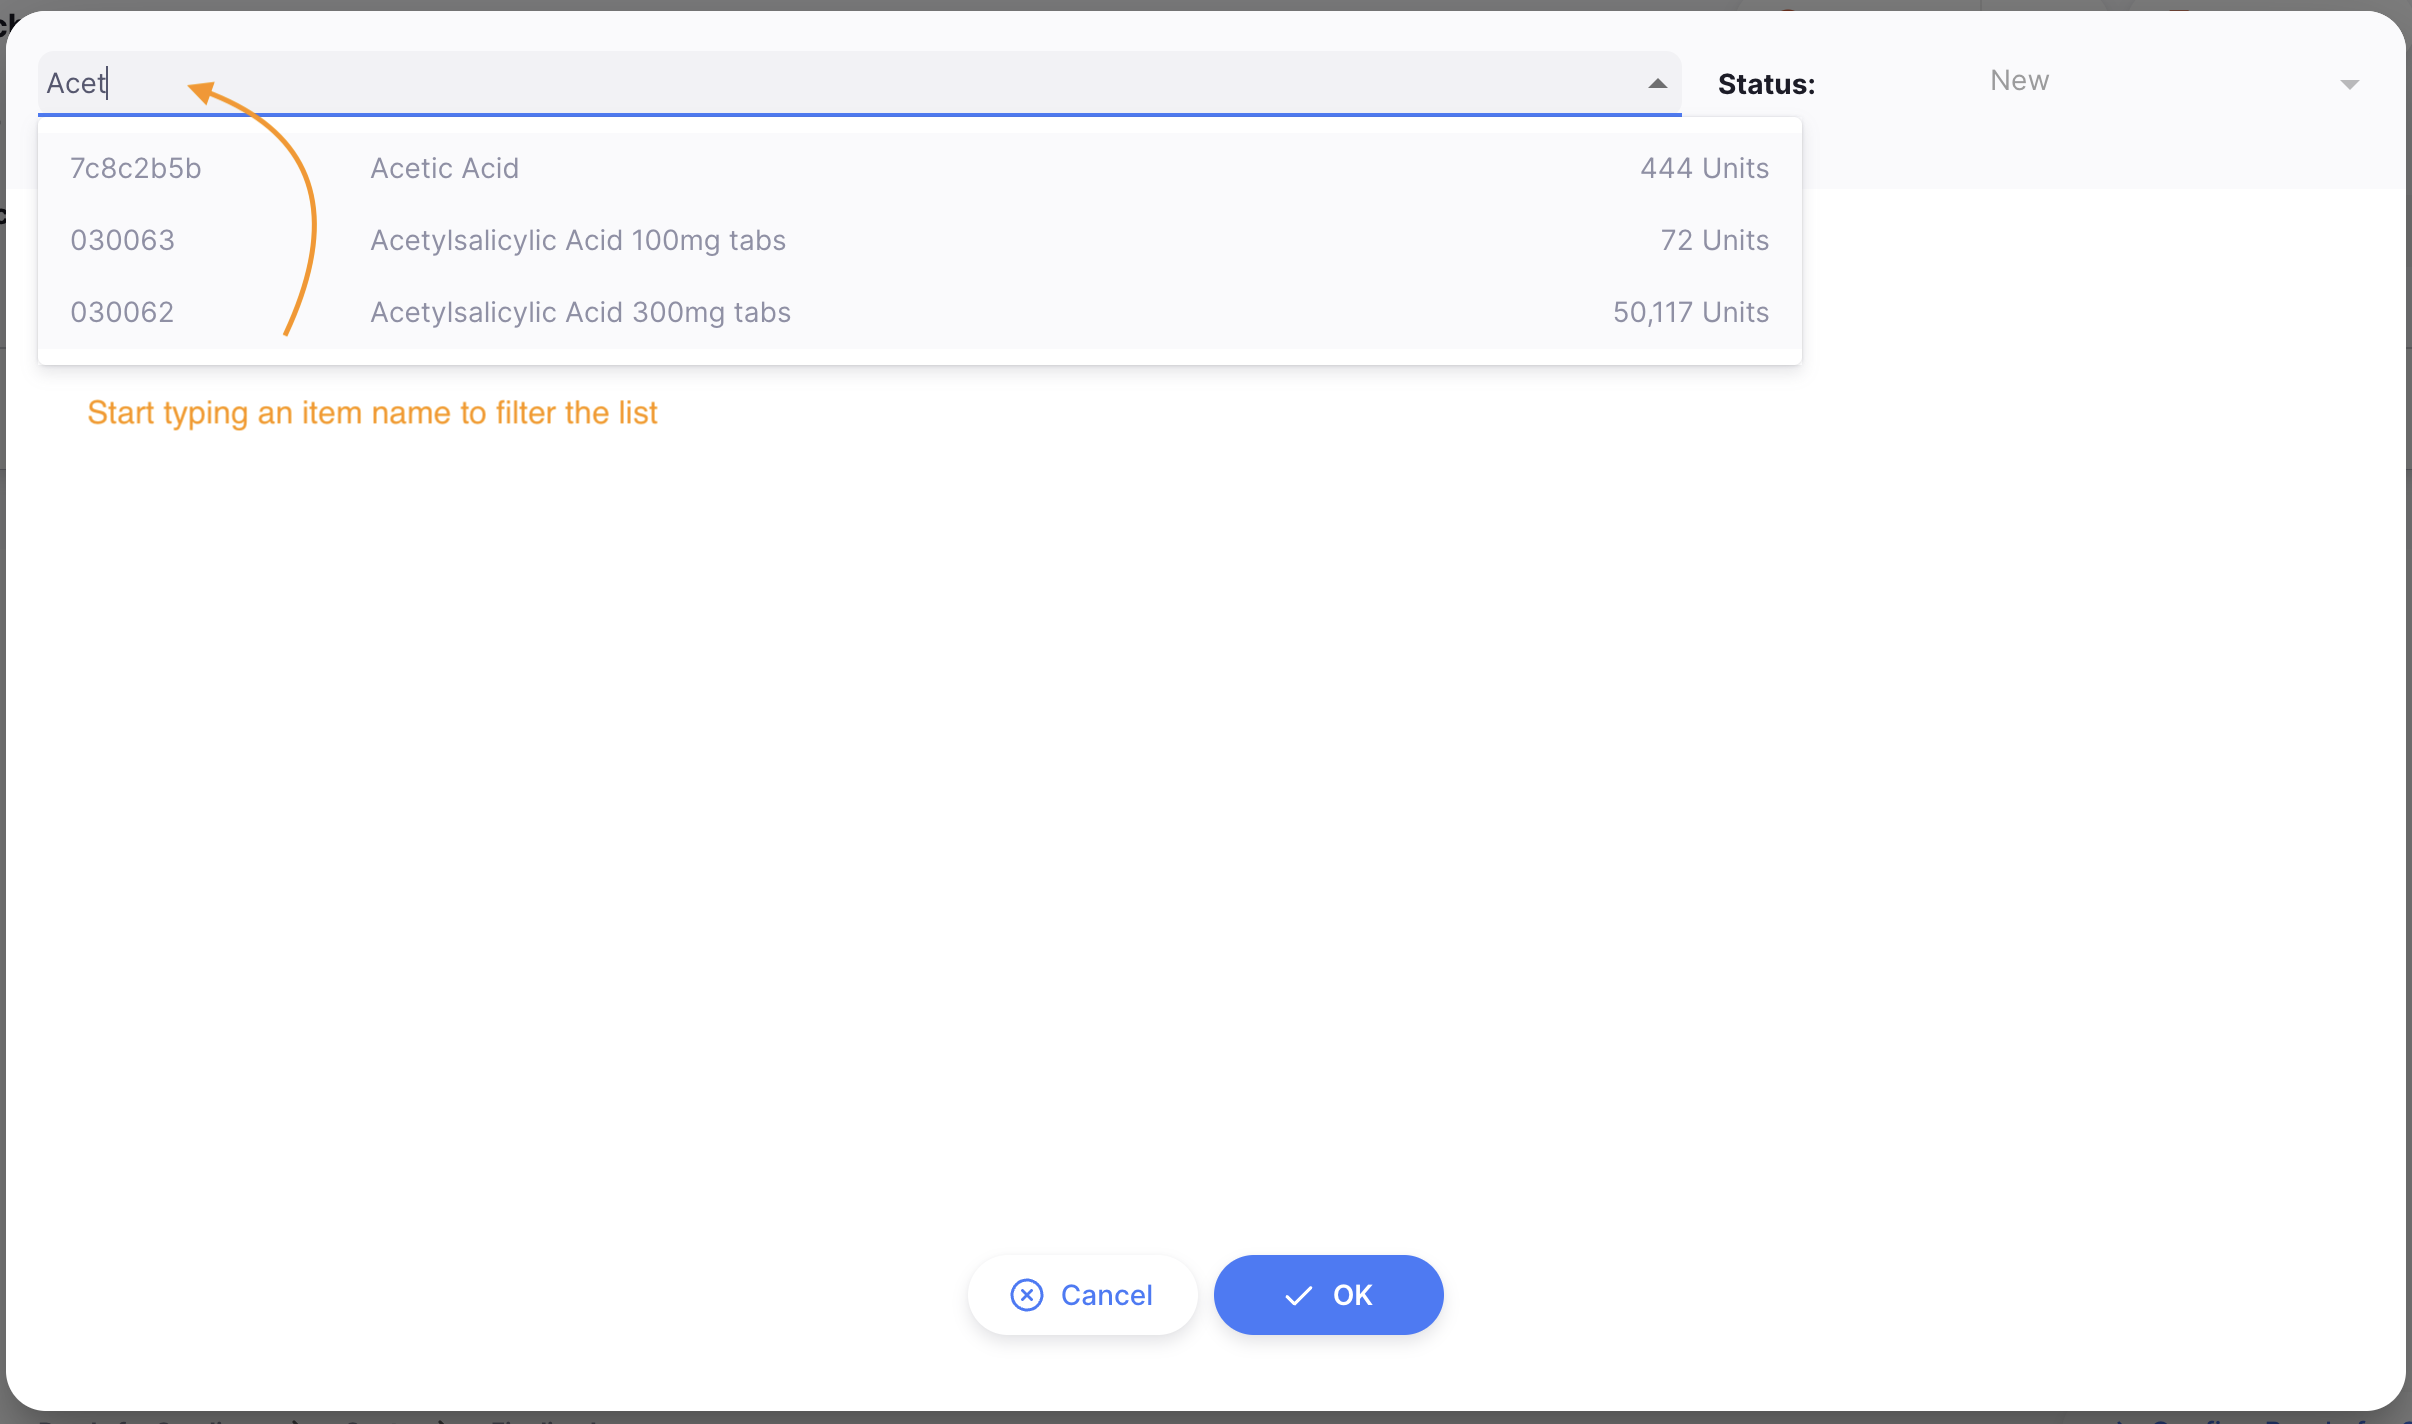 Acet
Status:
New
7c8c2b5b Acetic Acid 444 Units
030063 Acetylsalicylic Acid 100mg tabs 72 Units
030062 Acetylsalicylic Acid 300mg tabs 50,117 Units
Start typing an item name to filter the list
Cancel
OK